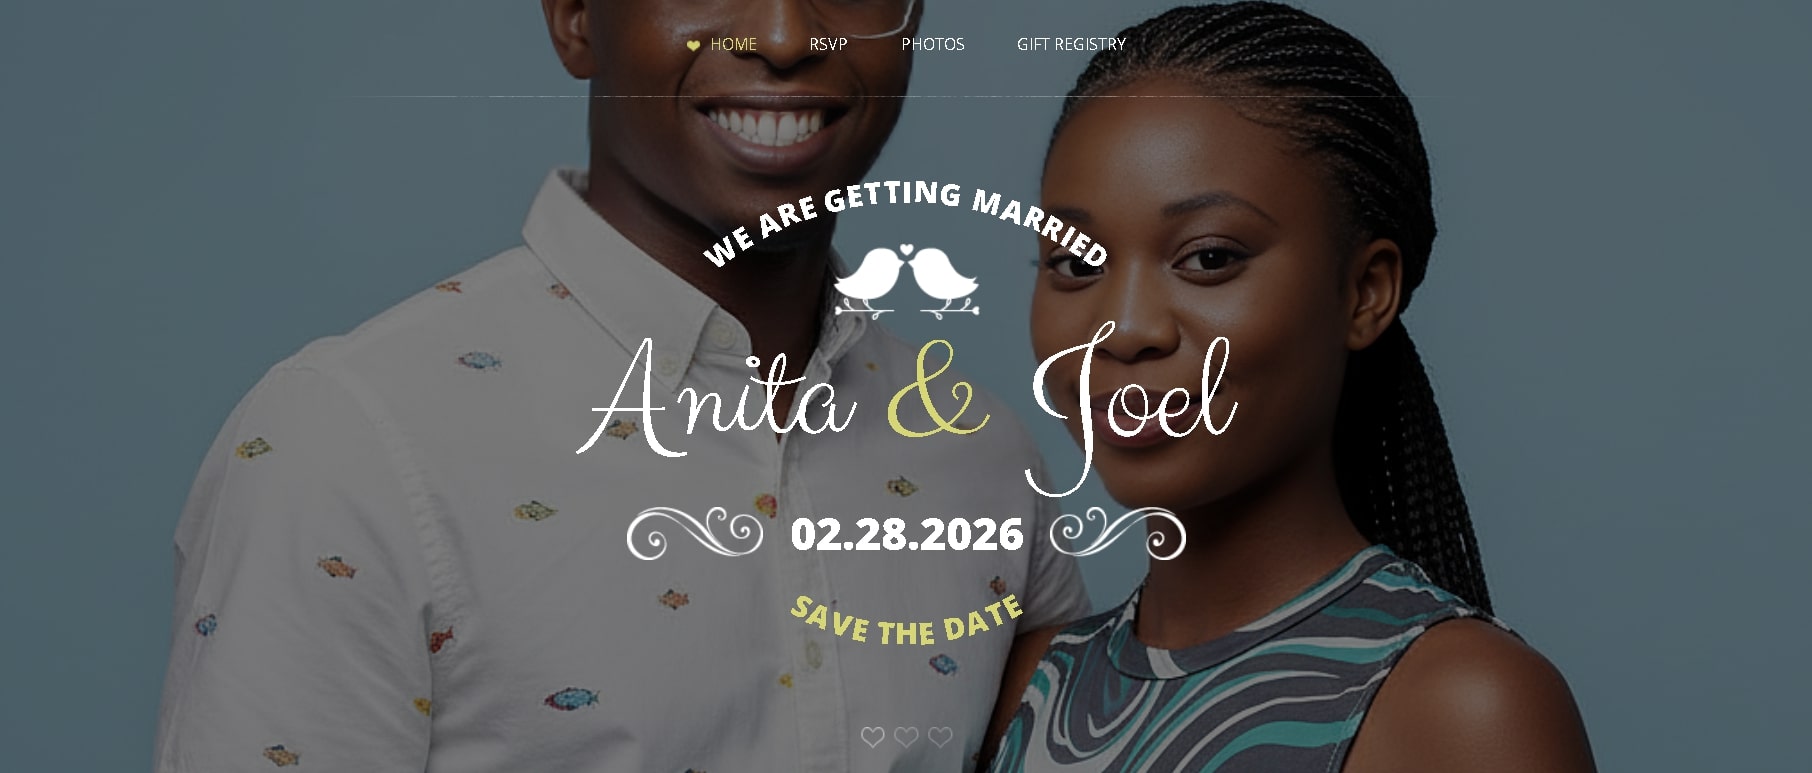 HOME RSVP PHOTOS GIFT REGISTRY
WE ARE GETTING MARRIED
Anita & Joel
02.28.2026
SAVE THE DATE